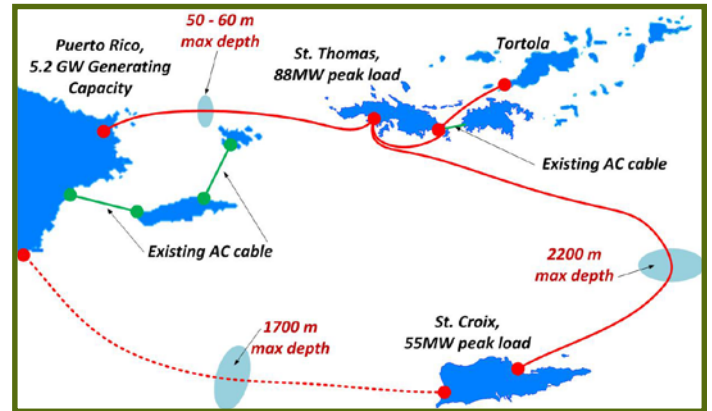 50 - 60 m
max depth
Puerto Rico,
5.2 GW Generating
Capacity
St. Thomas,
88MW peak load
Tortola
Existing AC cable
Existing AC cable
2200 m
max depth
1700 m
max depth
St. Croix,
55MW peak load